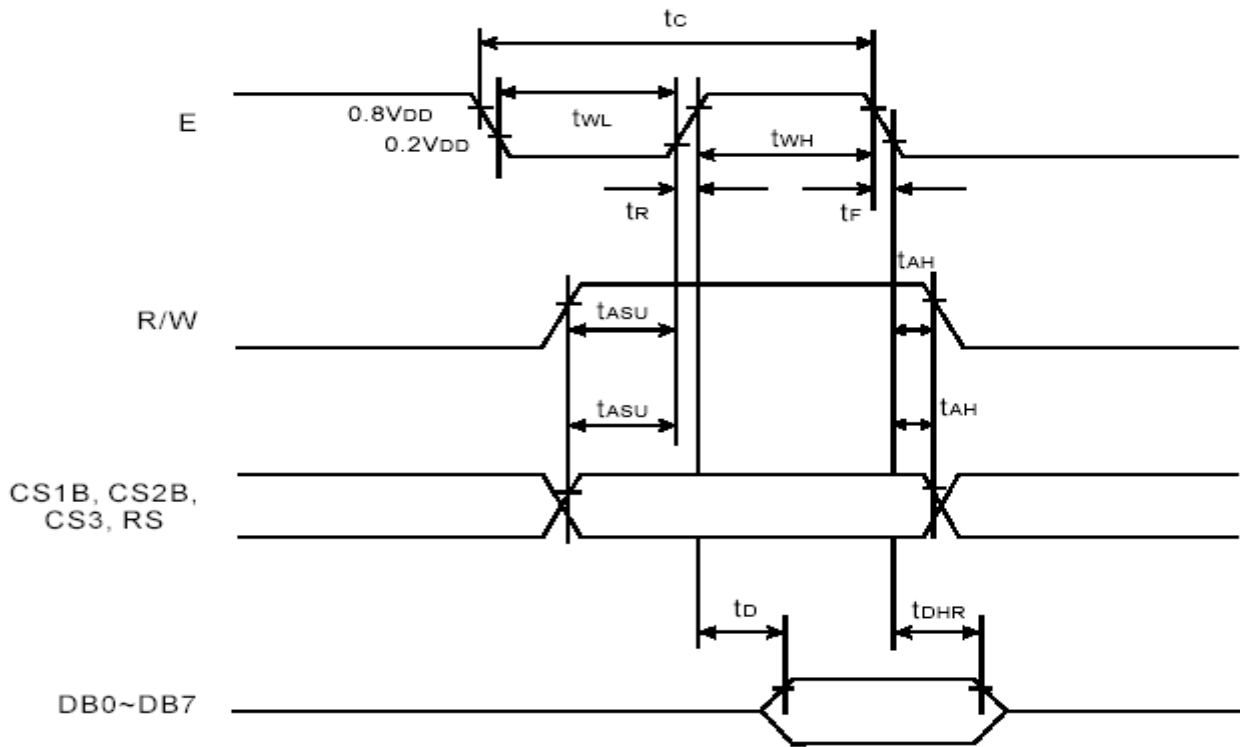 tC
E
0.8VDD
0.2VDD
tWL
tWH
tR
tF
tAH
R/W
tASU
tASU
tAH
CS1B, CS2B,
CS3, RS
tD
tDHR
DB0~DB7